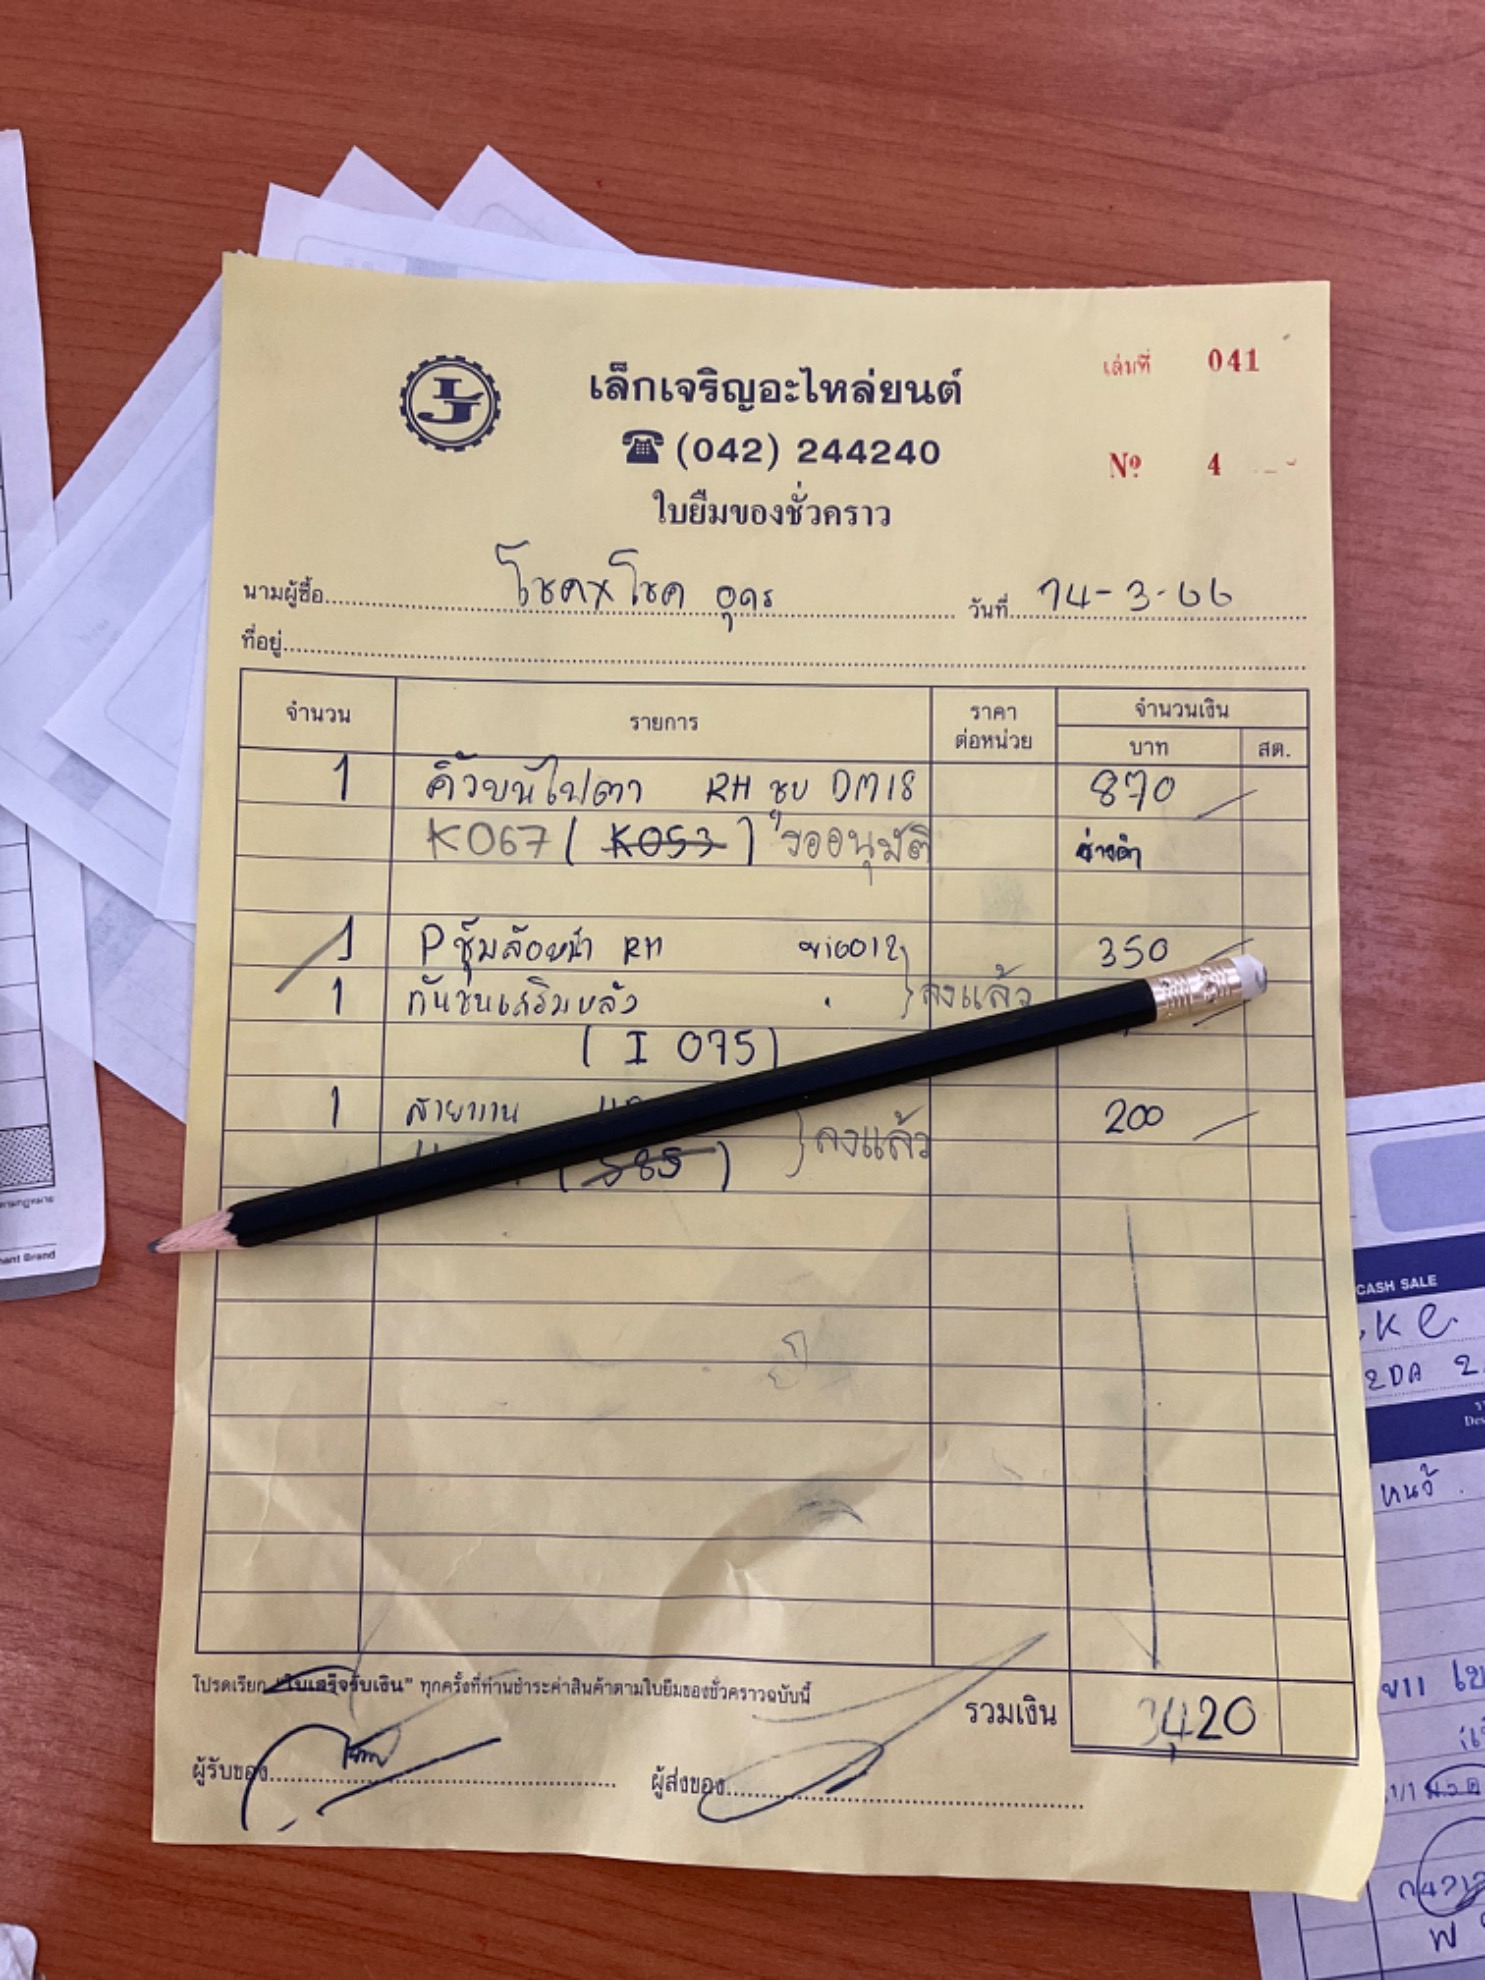 เล่มที่ 041
เล็กเจริญอะไหล่ยนต์
(042) 244240
Nº 4
ใบยืมของชั่วคราว
นามผู้ซื้อ โชค x โชค อุดร วันที่ 14-3-66
ที่อยู่
จำนวน รายการ ราคาต่อหน่วย จำนวนเงิน
บาท สต.
1 คิ้วบนไฟตา RH ชุบ DM18 870
K067 (K053) รออนุมัติ ช่างดำ
1 P ซุ้มล้อหน้า RH 350
1 กันชนเสริมหลัง } ลงแล้ว
(I 075)
1 200
(585) } ลงแล้ว
โปรดเรียก "ใบเสร็จรับเงิน" ทุกครั้งที่ท่านชำระค่าสินค้าตามใบยืมของชั่วคราวฉบับนี้
รวมเงิน 3,420
ผู้รับของ ผู้ส่งของ
CASH SALE